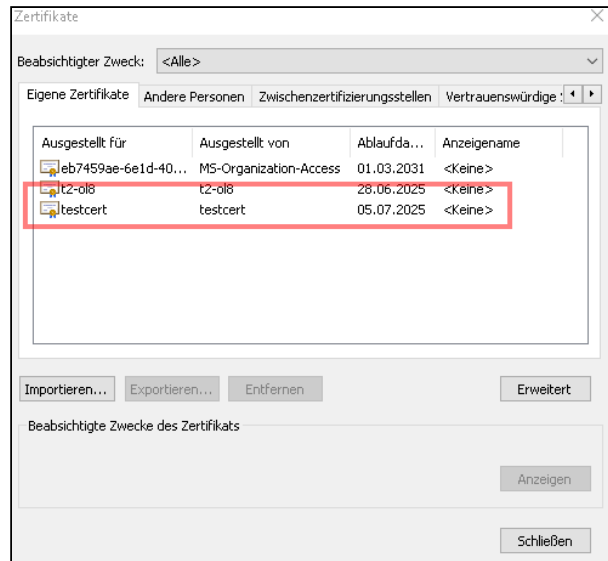 Zertifikate
Beabsichtigter Zweck: <Alle>
Eigene Zertifikate Andere Personen Zwischenzertifizierungsstellen Vertrauenswürdige
Ausgestellt für Ausgestellt von Ablaufda... Anzeigename
eb7459ae-6e1d-40... MS-Organization-Access 01.03.2031 <Keine>
t2-ol8 t2-ol8 28.06.2025 <Keine>
testcert testcert 05.07.2025 <Keine>
Importieren... Exportieren... Entfernen Erweitert
Beabsichtigte Zwecke des Zertifikats
Anzeigen
Schließen